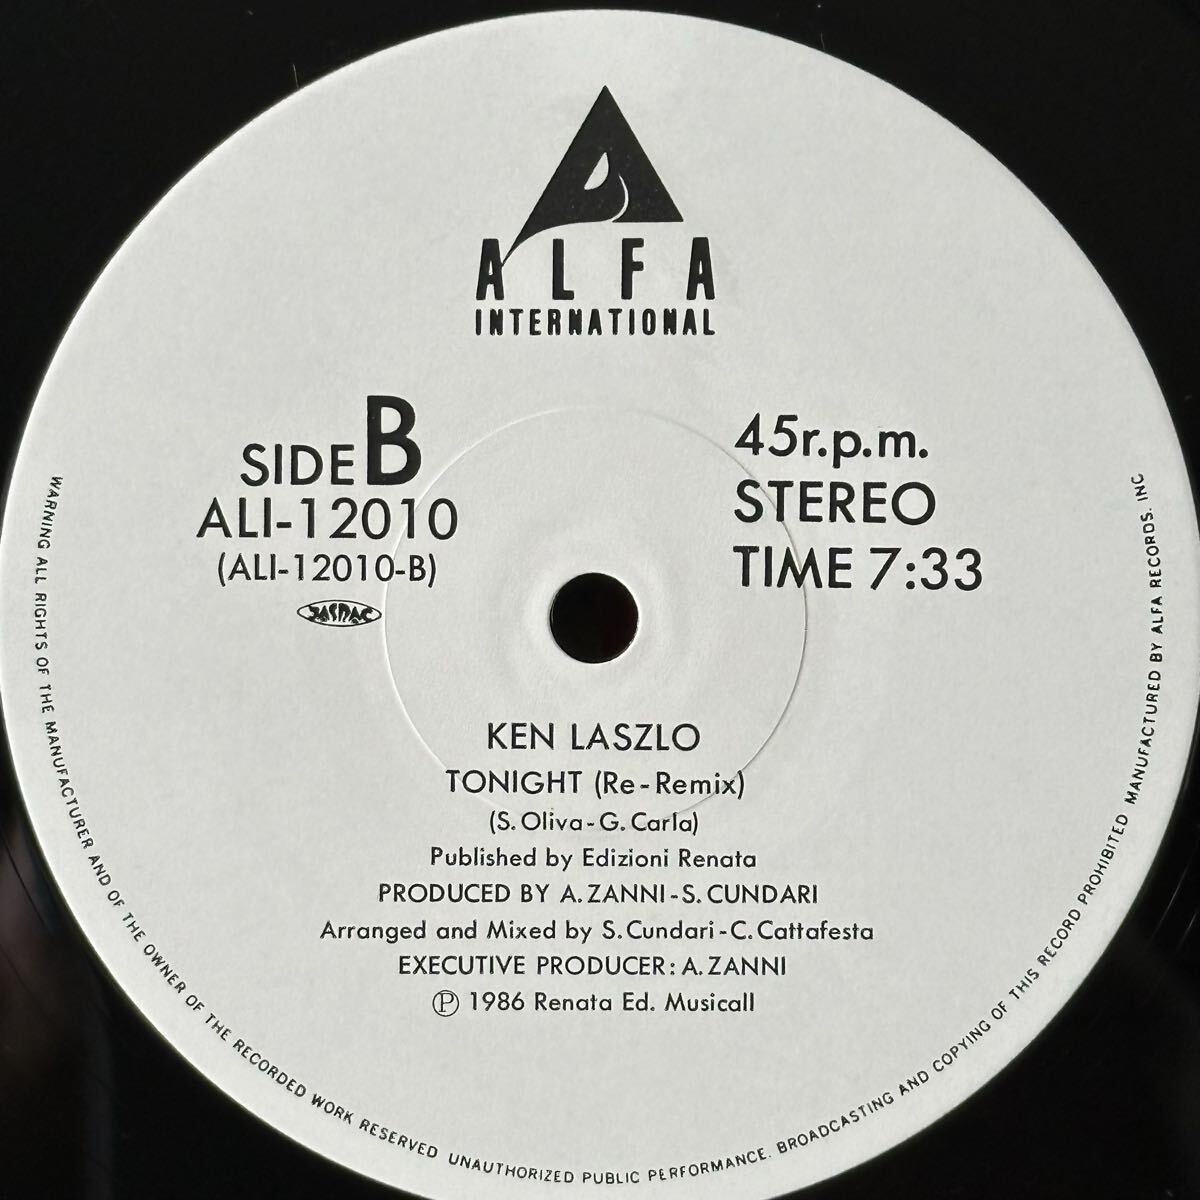 ALFA
INTERNATIONAL
SIDE B
ALI-12010
(ALI-12010-B)
JASRAC
45r.p.m.
STEREO
TIME 7:33
KEN LASZLO
TONIGHT (Re-Remix)
(S. Oliva-G. Carla)
Published by Edizioni Renata
PRODUCED BY A. ZANNI-S. CUNDARI
Arranged and Mixed by S. Cundari-C. Cattafesta
EXECUTIVE PRODUCER: A. ZANNI
Ⓟ 1986 Renata Ed. Musicall
WARNING ALL RIGHTS OF THE MANUFACTURER AND OF THE OWNER OF THE RECORDED WORK RESERVED UNAUTHORIZED PUBLIC PERFORMANCE. BROADCASTING AND COPYING OF THIS RECORD PROHIBITED MANUFACTURED BY ALFA RECORDS. INC